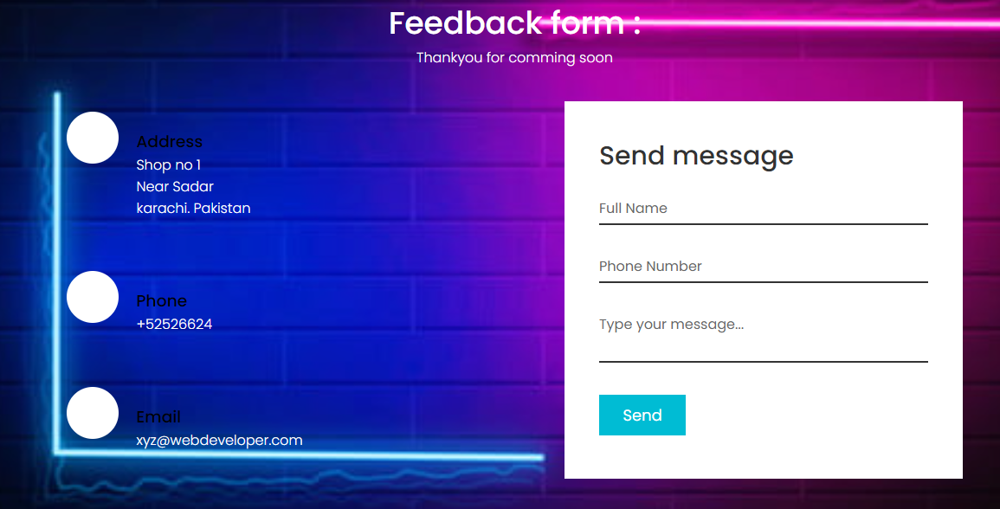 Feedback form :
Thankyou for comming soon
Address
Shop no 1
Near Sadar
karachi. Pakistan
Phone
+52526624
Email
xyz@webdeveloper.com
Send message
Full Name
Phone Number
Type your message...
Send